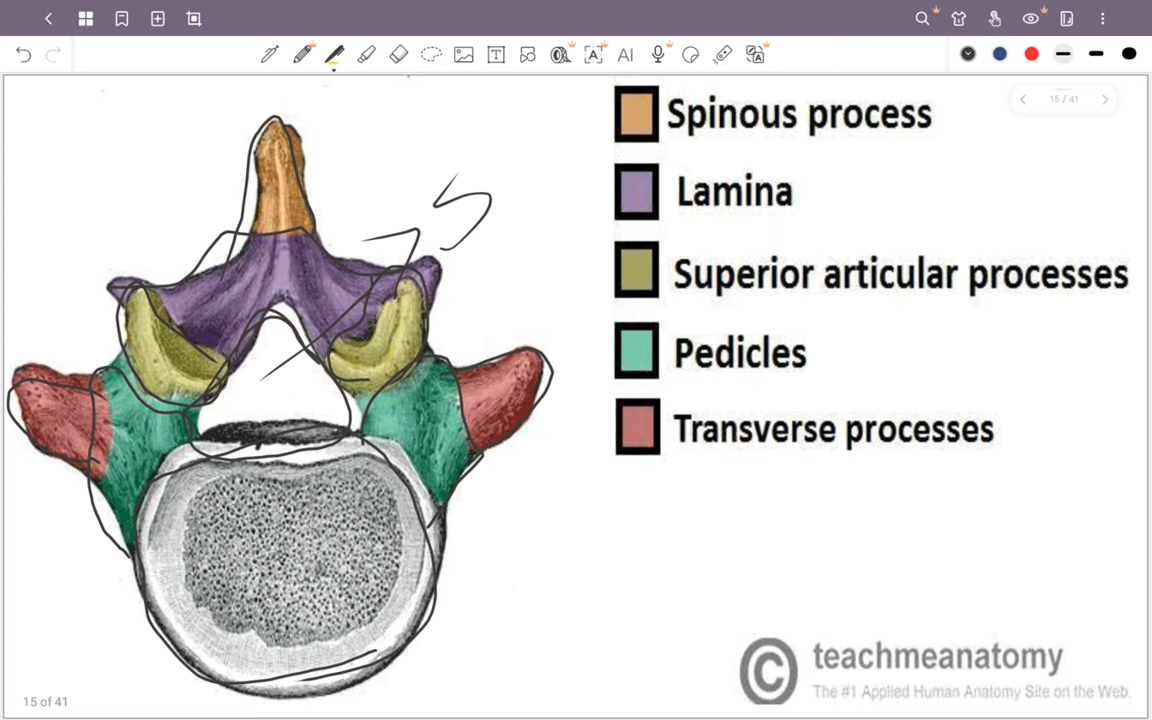 AI
T
A
A
15 / 41
Spinous process
Lamina
Superior articular processes
Pedicles
Transverse processes
S
© teachmeanatomy
The #1 Applied Human Anatomy Site on the Web.
15 of 41